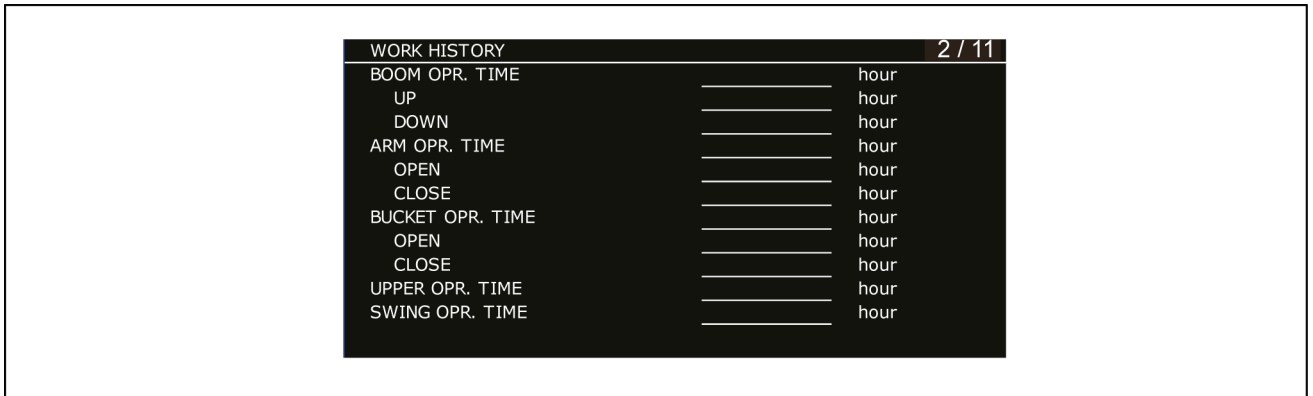 WORK HISTORY 2 / 11
BOOM OPR. TIME hour
UP hour
DOWN hour
ARM OPR. TIME hour
OPEN hour
CLOSE hour
BUCKET OPR. TIME hour
OPEN hour
CLOSE hour
UPPER OPR. TIME hour
SWING OPR. TIME hour